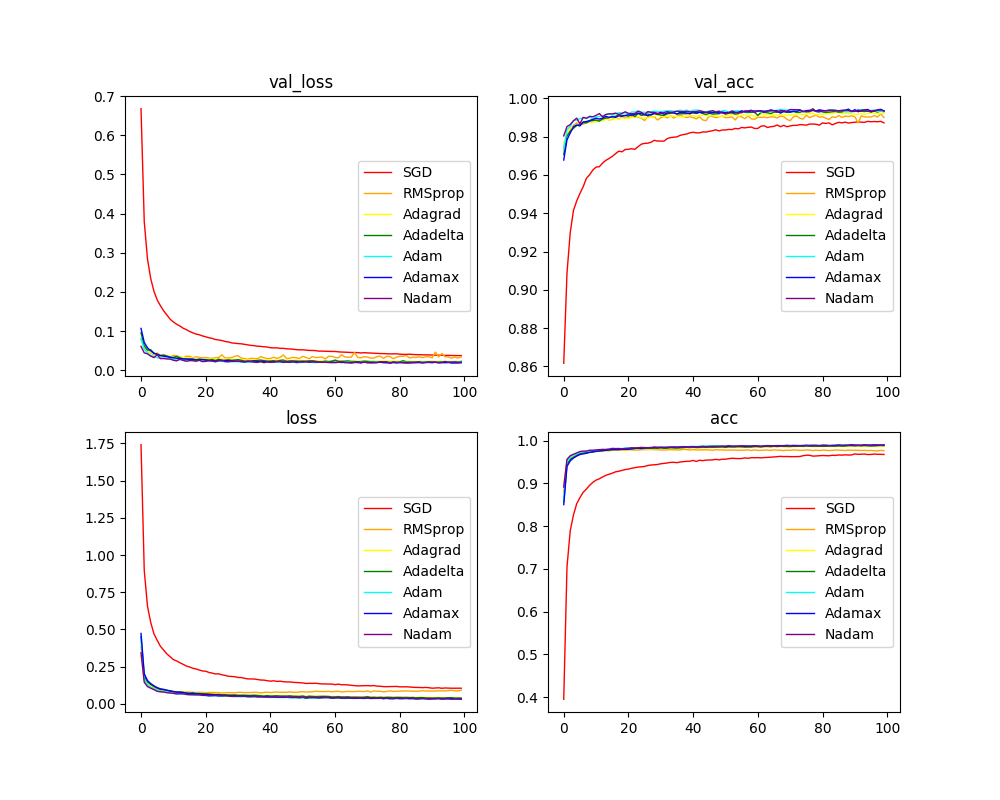 val_loss
0.7
0.6
0.5
0.4
0.3
0.2
0.1
0.0
0 20 40 60 80 100
SGD
RMSprop
Adagrad
Adadelta
Adam
Adamax
Nadam
val_acc
1.00
0.98
0.96
0.94
0.92
0.90
0.88
0.86
0 20 40 60 80 100
SGD
RMSprop
Adagrad
Adadelta
Adam
Adamax
Nadam
loss
1.75
1.50
1.25
1.00
0.75
0.50
0.25
0.00
0 20 40 60 80 100
SGD
RMSprop
Adagrad
Adadelta
Adam
Adamax
Nadam
acc
1.0
0.9
0.8
0.7
0.6
0.5
0.4
0 20 40 60 80 100
SGD
RMSprop
Adagrad
Adadelta
Adam
Adamax
Nadam